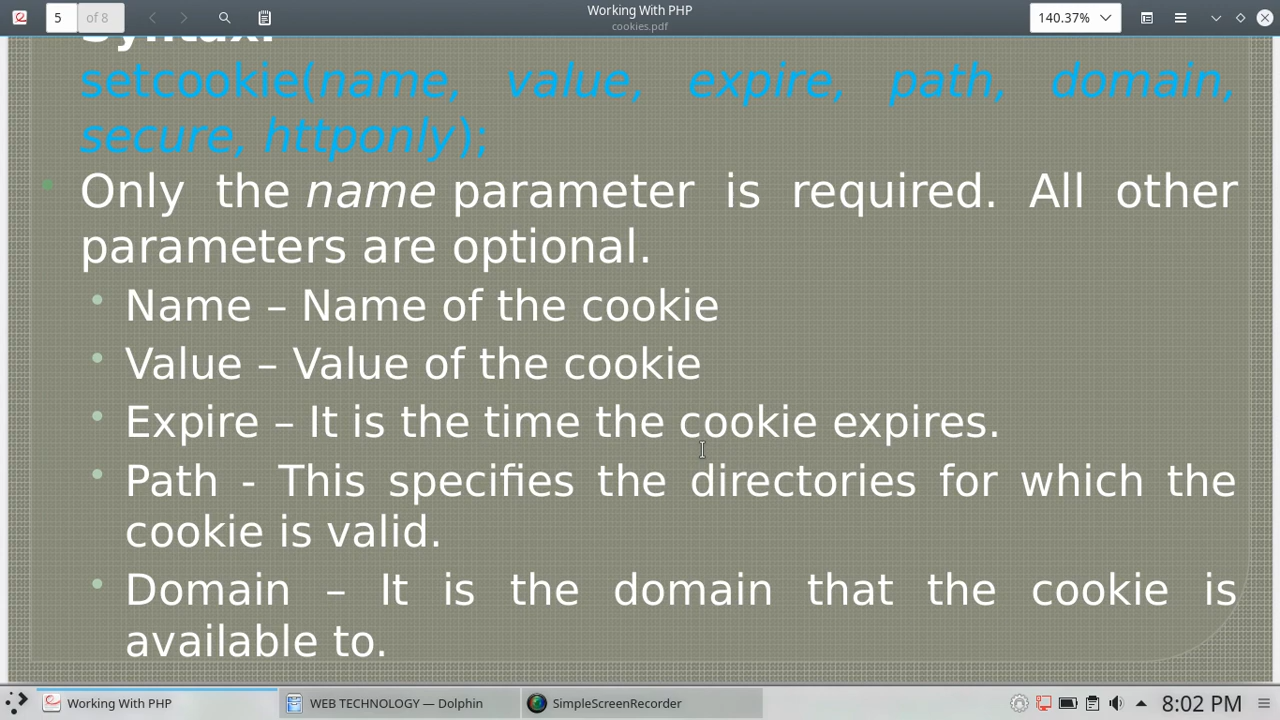 5
of 8
Working With PHP
cookies.pdf
140.37%
Syntax:
setcookie(name, value, expire, path, domain,
secure, httponly);
Only the name parameter is required. All other
parameters are optional.
Name – Name of the cookie
Value – Value of the cookie
Expire – It is the time the cookie expires.
Path - This specifies the directories for which the
cookie is valid.
Domain – It is the domain that the cookie is
available to.
Working With PHP
WEB TECHNOLOGY — Dolphin
SimpleScreenRecorder
8:02 PM